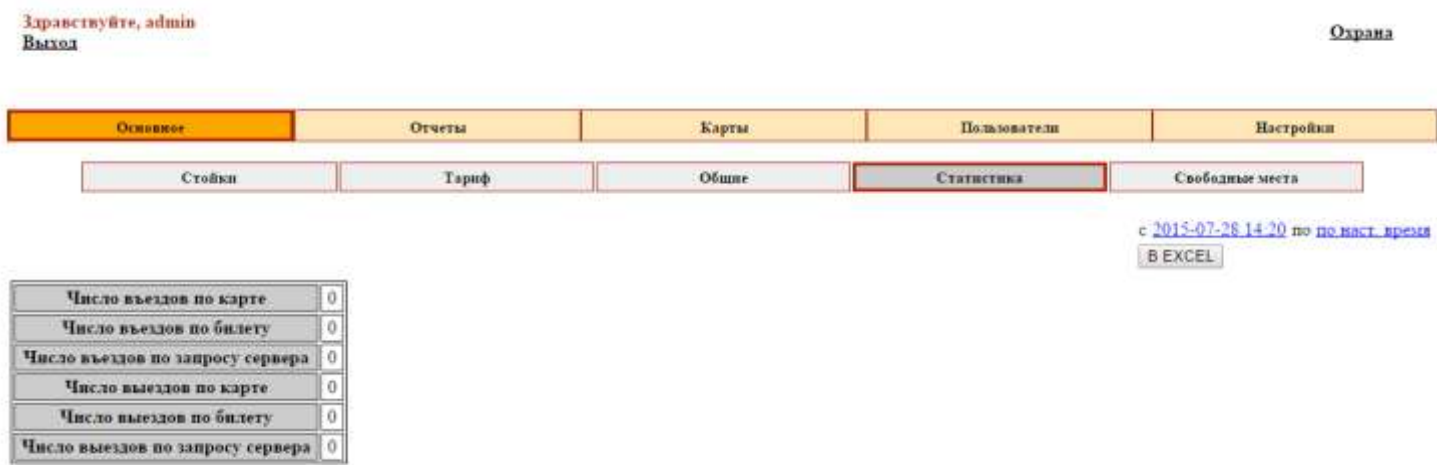 Здравствуйте, admin
Выход
Охрана
Основное Отчеты Карты Пользователи Настройки
Стойки Тариф Общие Статистика Свободные места
с 2015-07-28 14:20 по по наст. время
В EXCEL
Число въездов по карте 0
Число въездов по билету 0
Число въездов по запросу сервера 0
Число выездов по карте 0
Число выездов по билету 0
Число выездов по запросу сервера 0